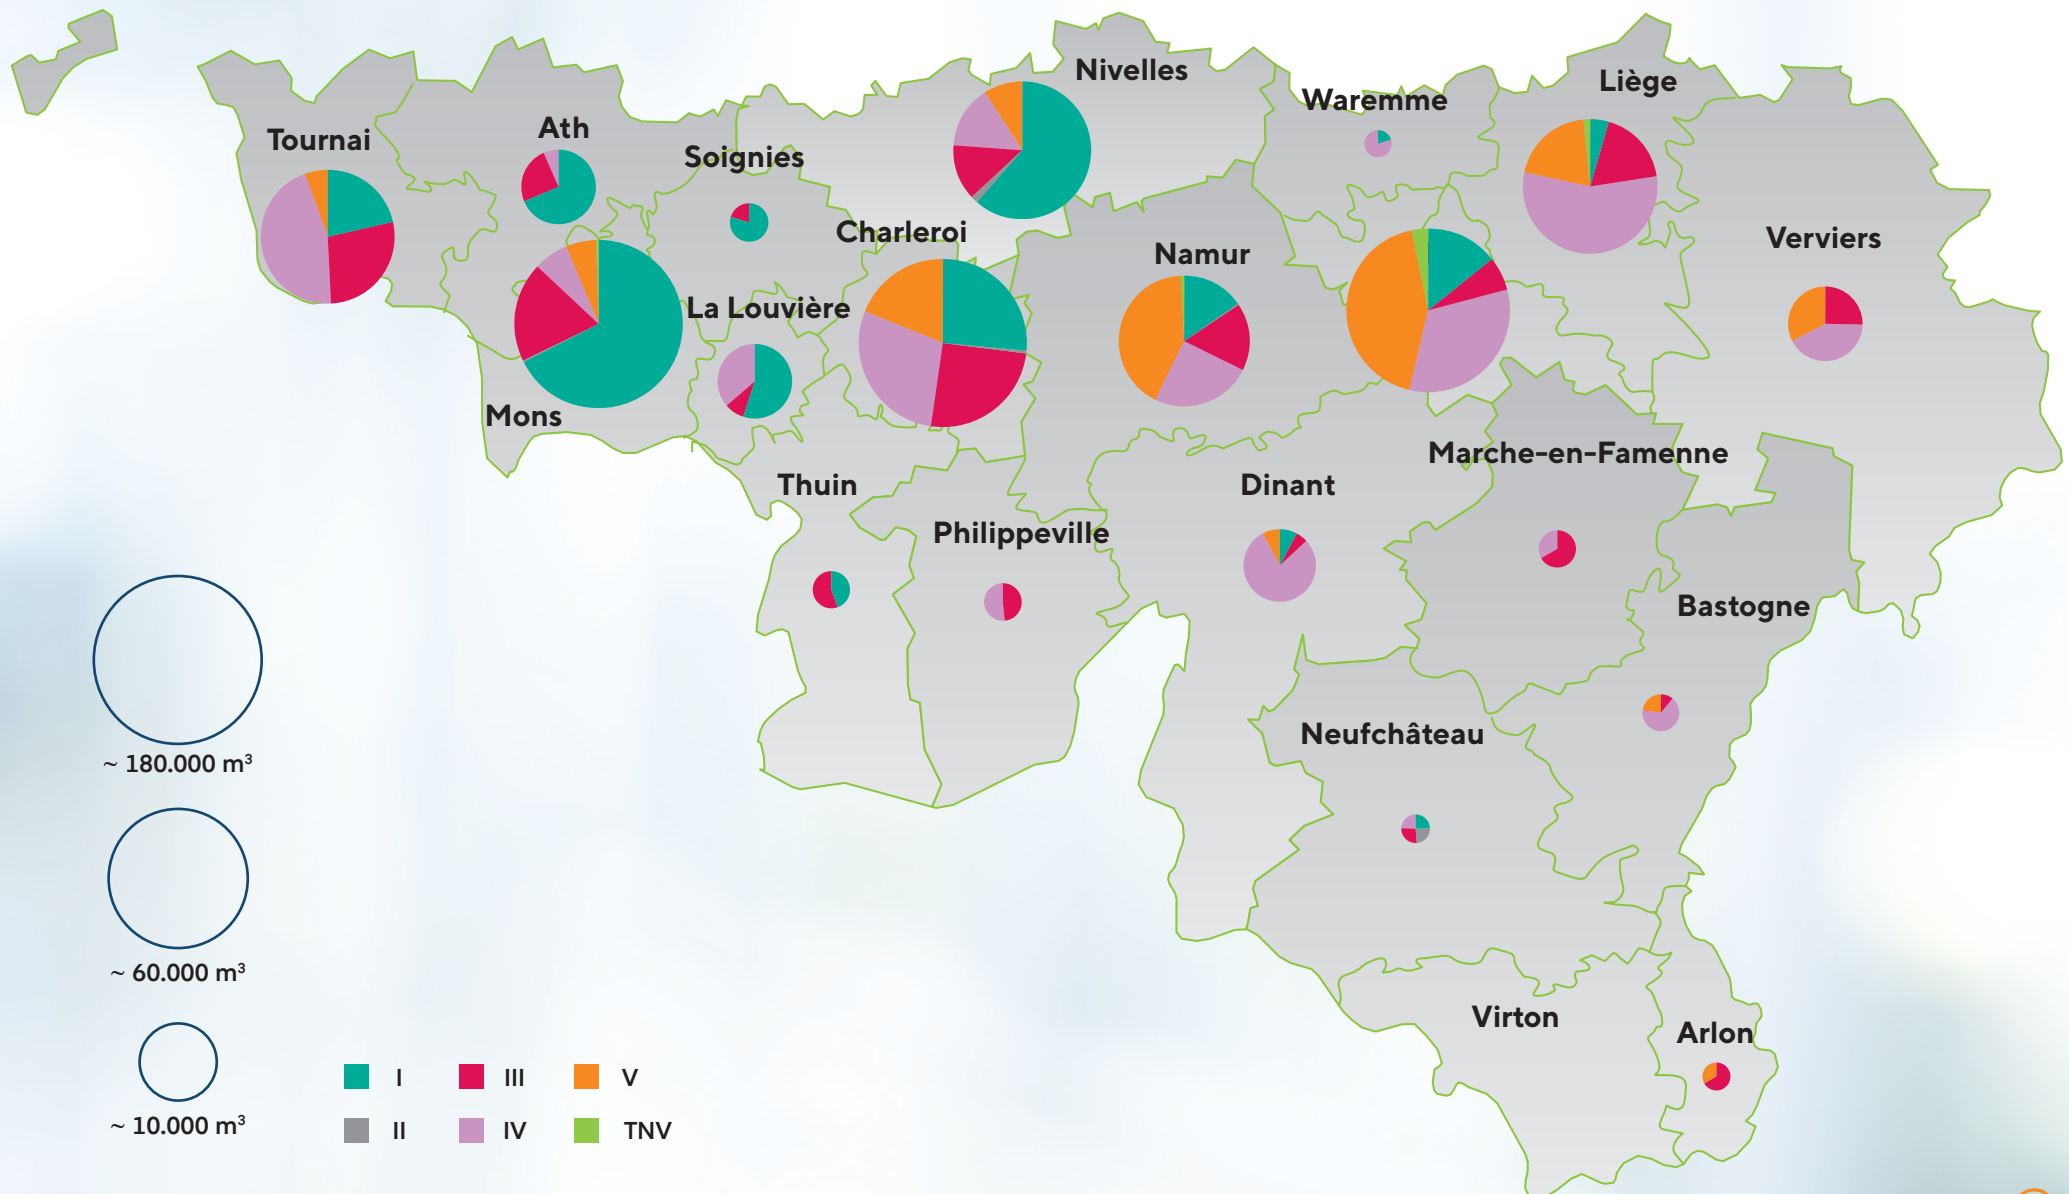 Nivelles
Liège
Waremme
Ath
Tournai
Soignies
Charleroi
Verviers
Namur
La Louvière
Mons
Marche-en-Famenne
Thuin
Dinant
Philippeville
Bastogne
Neufchâteau
~ 180.000 m³
~ 60.000 m³
Virton
Arlon
~ 10.000 m³
I III V
II IV TNV